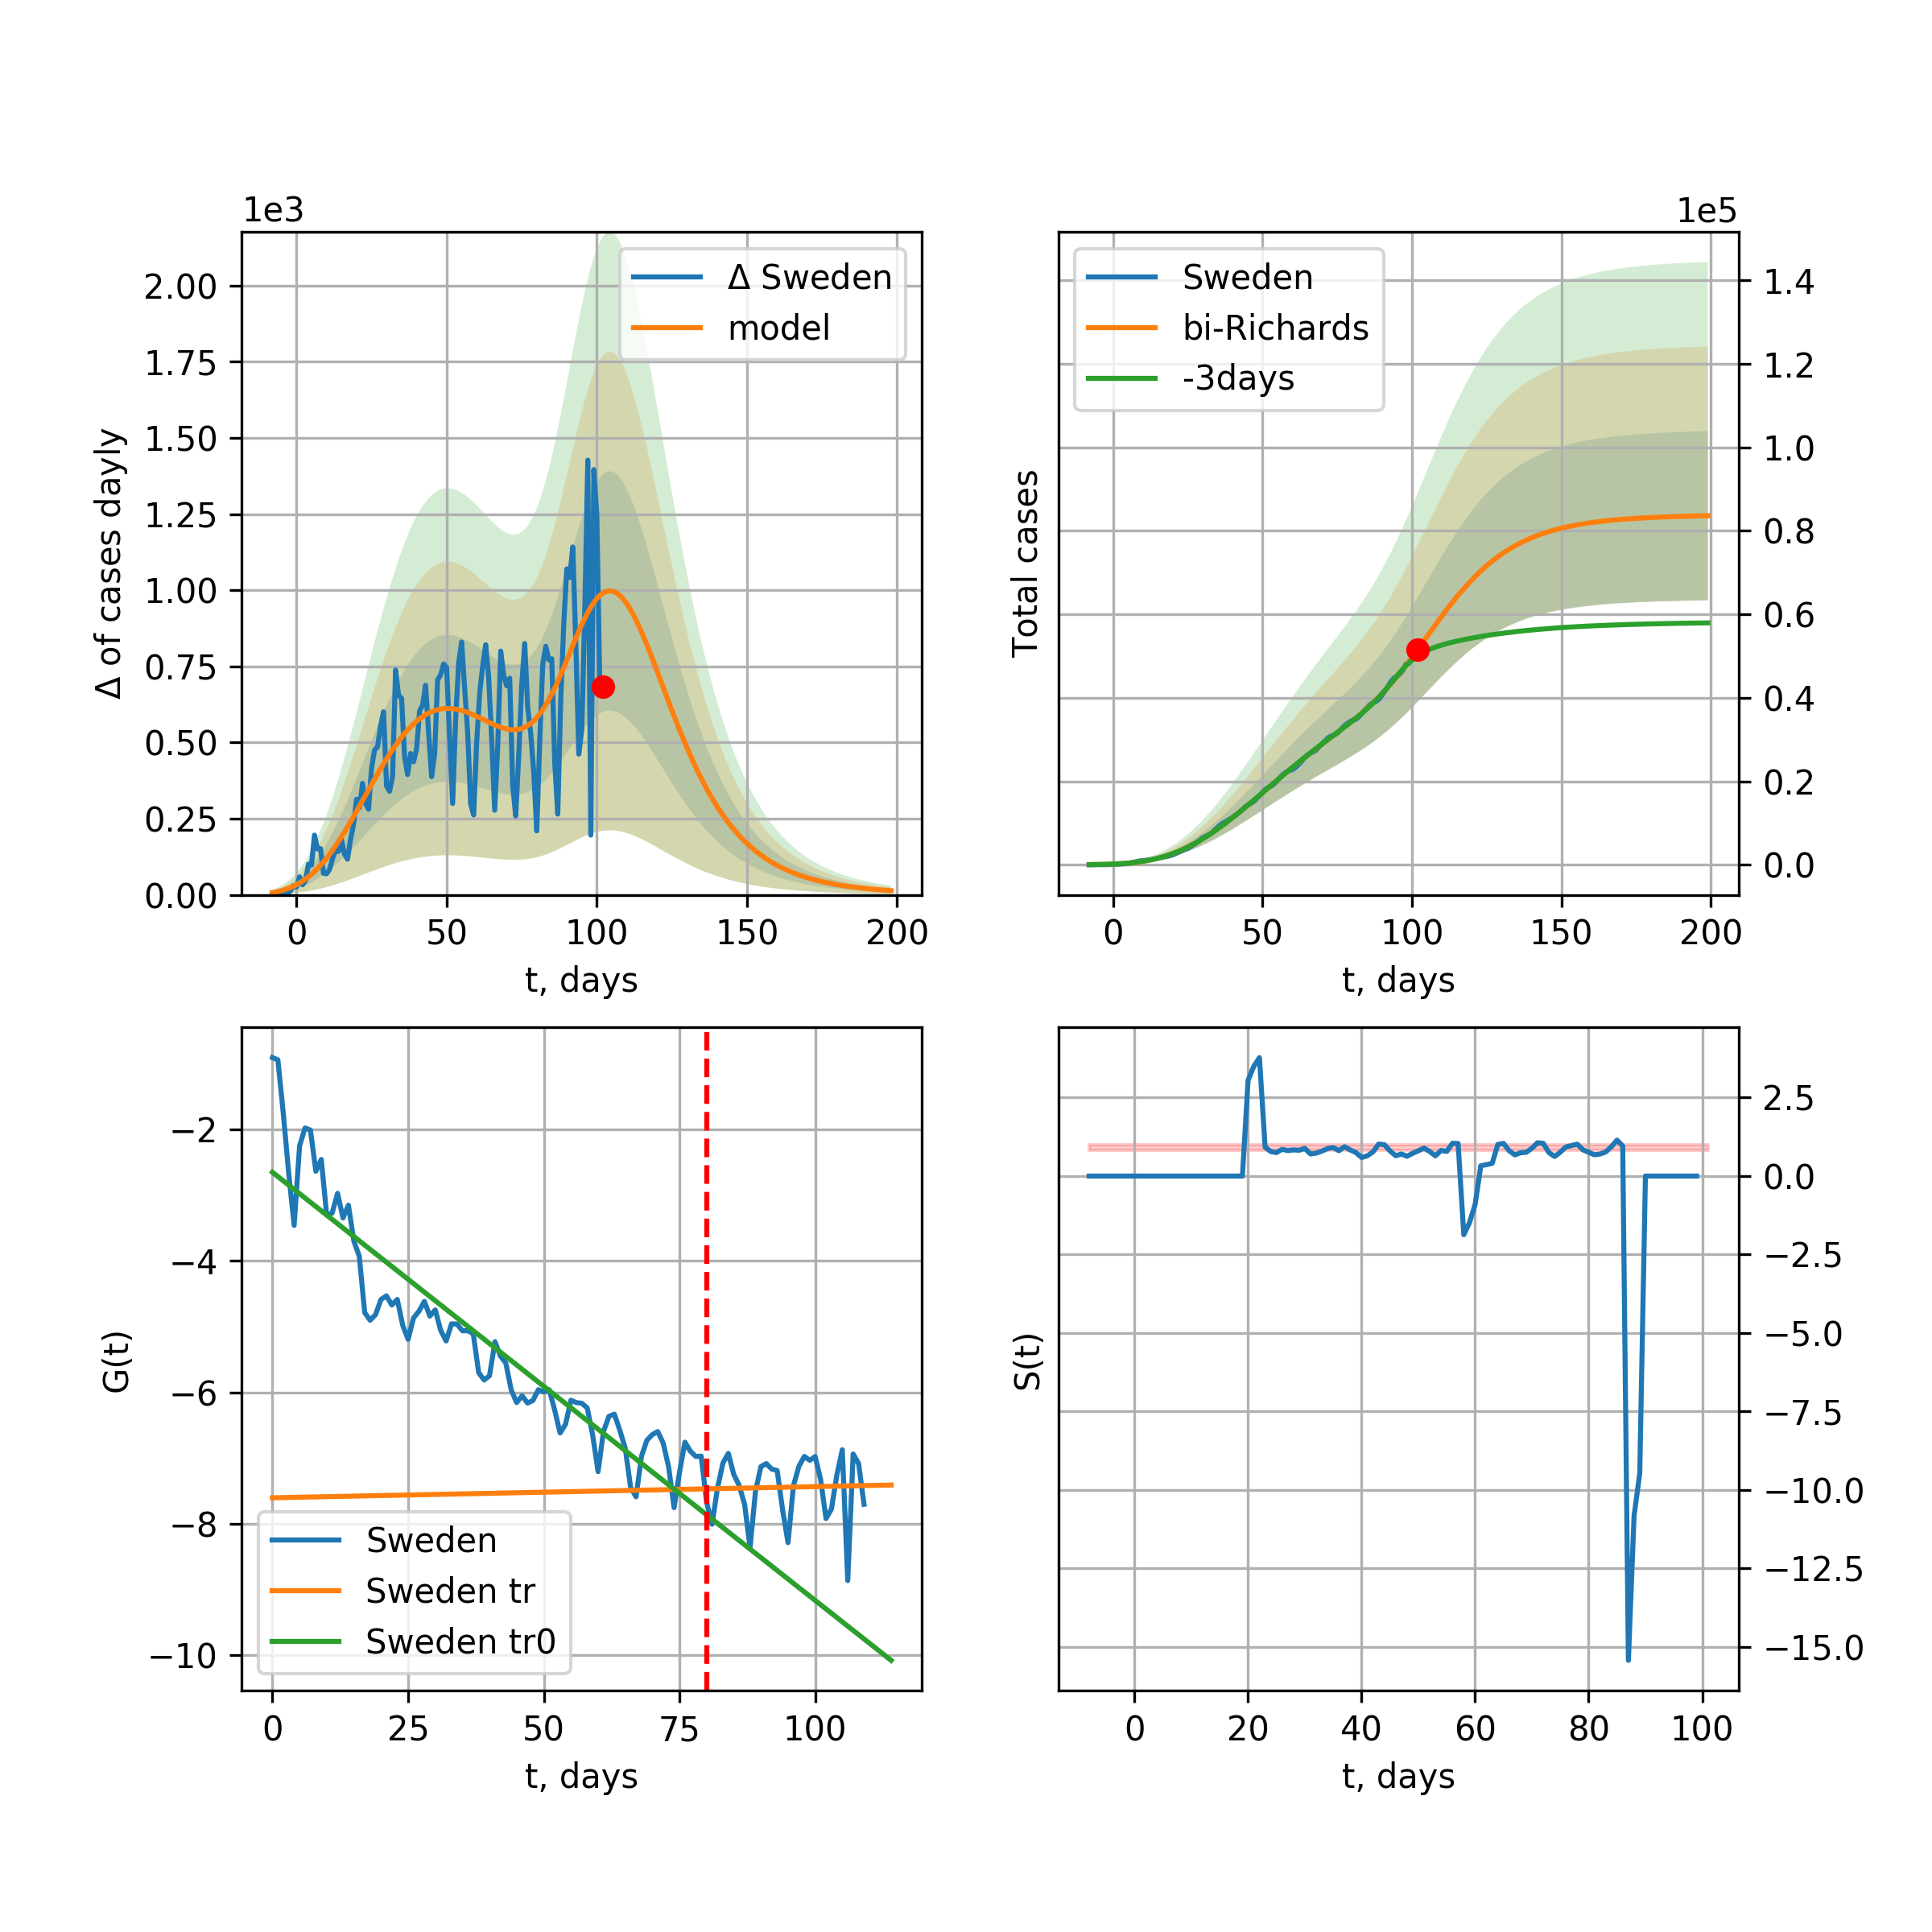 1e3
Δ of cases dayly
2.00
1.75
1.50
1.25
1.00
0.75
0.50
0.25
0.00
0 50 100 150 200
t, days
Δ Sweden
model
1e5
Total cases
Sweden
bi-Richards
-3days
1.4
1.2
1.0
0.8
0.6
0.4
0.2
0.0
0 50 100 150 200
t, days
G(t)
−2
−4
−6
−8
−10
Sweden
Sweden tr
Sweden tr0
0 25 50 75 100
t, days
S(t)
2.5
0.0
−2.5
−5.0
−7.5
−10.0
−12.5
−15.0
0 20 40 60 80 100
t, days